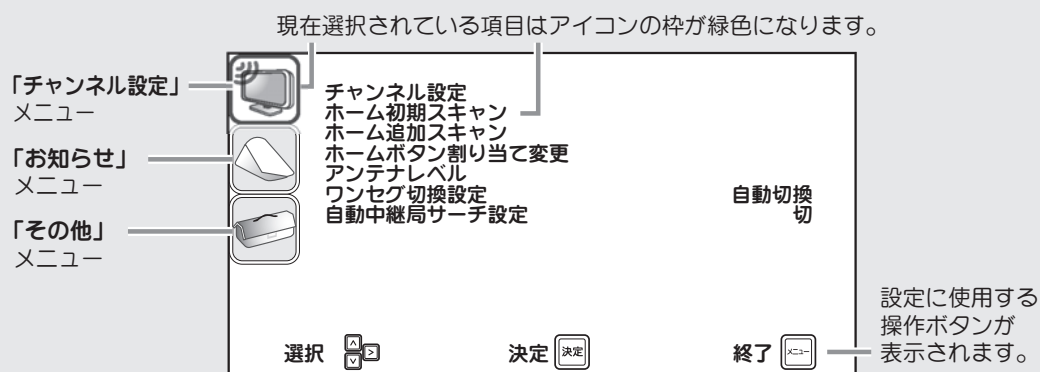 現在選択されている項目はアイコンの枠が緑色になります。
「チャンネル設定」
メニュー
「お知らせ」
メニュー
「その他」
メニュー
チャンネル設定
ホーム初期スキャン
ホーム追加スキャン
ホームボタン割り当て変更
アンテナレベル
ワンセグ切換設定 自動切換
自動中継局サーチ設定 切
選択 決定 決定 終了 メニュー
設定に使用する
操作ボタンが
表示されます。